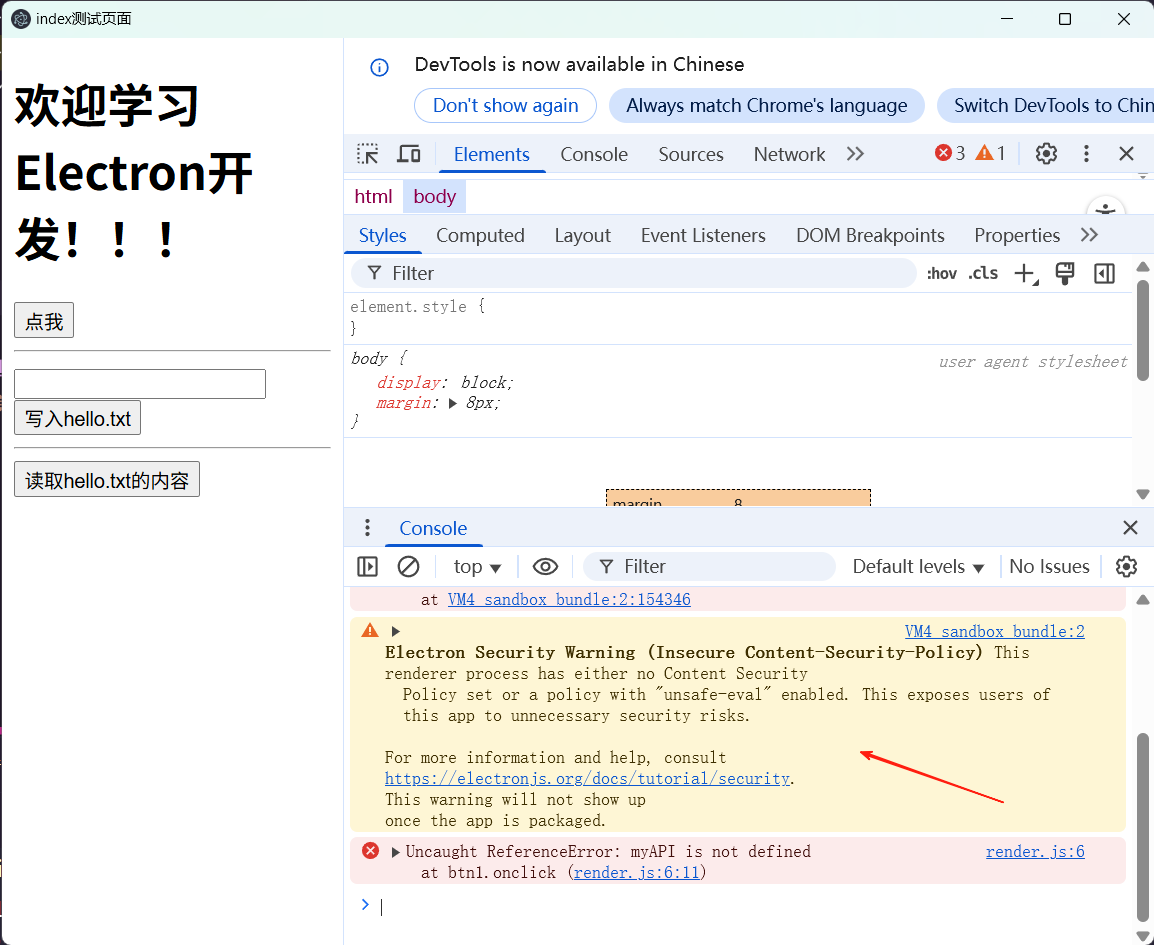 index测试页面
欢迎学习
Electron开
发！！！
点我
写入hello.txt
读取hello.txt的内容
DevTools is now available in Chinese
Don't show again Always match Chrome's language Switch DevTools to Chin
Elements Console Sources Network 3 1
html body
Styles Computed Layout Event Listeners DOM Breakpoints Properties
Filter :hov .cls
element.style {
}
body { user agent stylesheet
display: block;
margin: 8px;
}
margin 8
Console
top Filter Default levels No Issues
at VM4 sandbox bundle:2:154346
VM4 sandbox bundle:2
Electron Security Warning (Insecure Content-Security-Policy) This
renderer process has either no Content Security
Policy set or a policy with "unsafe-eval" enabled. This exposes users of
this app to unnecessary security risks.
For more information and help, consult
https://electronjs.org/docs/tutorial/security.
This warning will not show up
once the app is packaged.
Uncaught ReferenceError: myAPI is not defined render.js:6
at btn1.onclick (render.js:6:11)